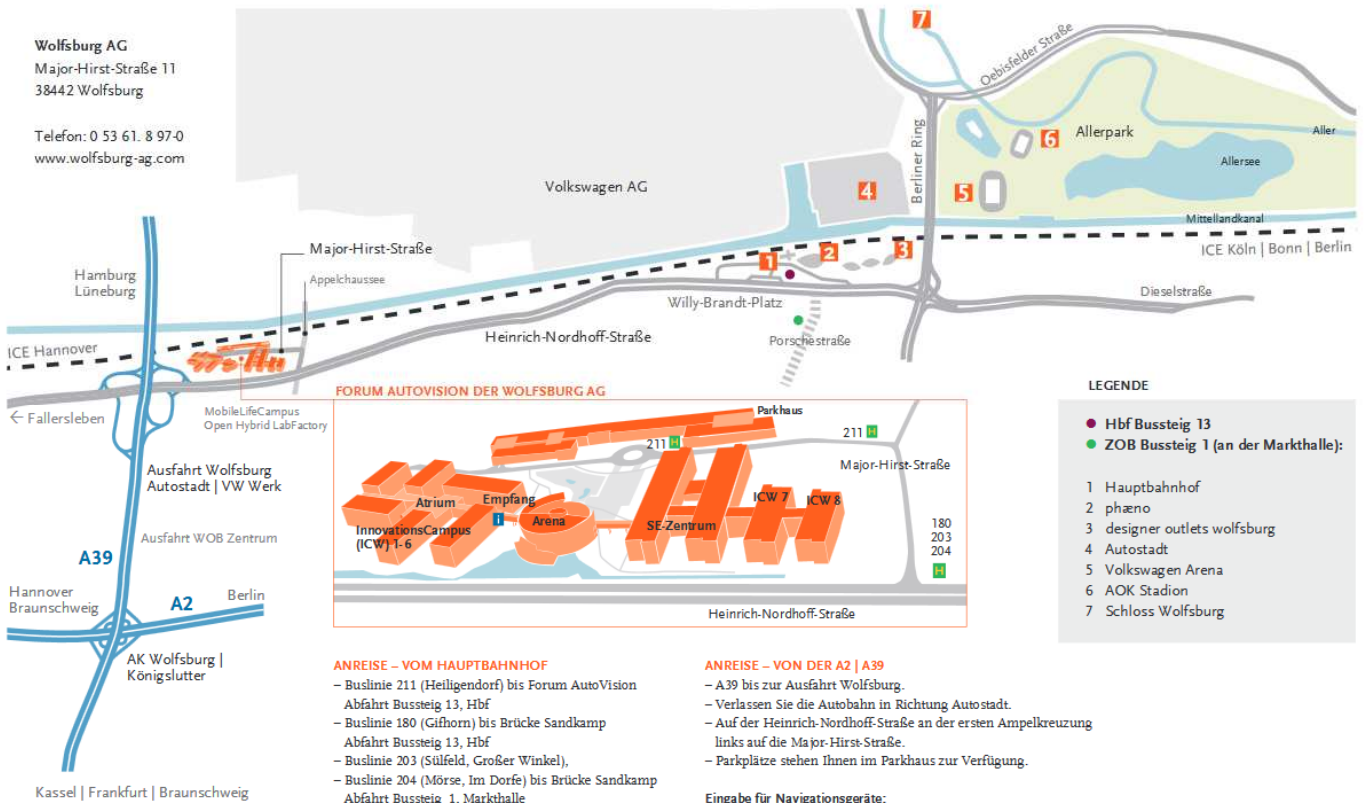 Wolfsburg AG
Major-Hirst-Straße 11
38442 Wolfsburg
Telefon: 0 53 61. 8 97-0
www.wolfsburg-ag.com
7
Oebisfelder Straße
Berliner Ring
6
Allerpark
Aller
Allersee
Volkswagen AG
4
5
Mittellandkanal
ICE Köln | Bonn | Berlin
Major-Hirst-Straße
Appelchaussee
Hamburg
Lüneburg
1
2
3
Willy-Brandt-Platz
Dieselstraße
Porschestraße
Heinrich-Nordhoff-Straße
ICE Hannover
← Fallersleben
MobileLifeCampus
Open Hybrid LabFactory
Ausfahrt Wolfsburg
Autostadt | VW Werk
Ausfahrt WOB Zentrum
A39
Hannover
Braunschweig
A2
Berlin
AK Wolfsburg |
Königslutter
Kassel | Frankfurt | Braunschweig
FORUM AUTOVISION DER WOLFSBURG AG
Parkhaus
211 H
211 H
Major-Hirst-Straße
Atrium
Empfang
i
Arena
InnovationsCampus
(ICW) 1-6
SE-Zentrum
ICW 7
ICW 8
180
203
204
H
Heinrich-Nordhoff-Straße
LEGENDE
Hbf Bussteig 13
ZOB Bussteig 1 (an der Markthalle):
1 Hauptbahnhof
2 phæno
3 designer outlets wolfsburg
4 Autostadt
5 Volkswagen Arena
6 AOK Stadion
7 Schloss Wolfsburg
ANREISE – VOM HAUPTBAHNHOF
– Buslinie 211 (Heiligendorf) bis Forum AutoVision
Abfahrt Bussteig 13, Hbf
– Buslinie 180 (Gifhorn) bis Brücke Sandkamp
Abfahrt Bussteig 13, Hbf
– Buslinie 203 (Sülfeld, Großer Winkel),
– Buslinie 204 (Mörse, Im Dorfe) bis Brücke Sandkamp
Abfahrt Bussteig 1, Markthalle
ANREISE – VON DER A2 | A39
– A39 bis zur Ausfahrt Wolfsburg.
– Verlassen Sie die Autobahn in Richtung Autostadt.
– Auf der Heinrich-Nordhoff-Straße an der ersten Ampelkreuzung
links auf die Major-Hirst-Straße.
– Parkplätze stehen Ihnen im Parkhaus zur Verfügung.
Eingabe für Navigationsgeräte: